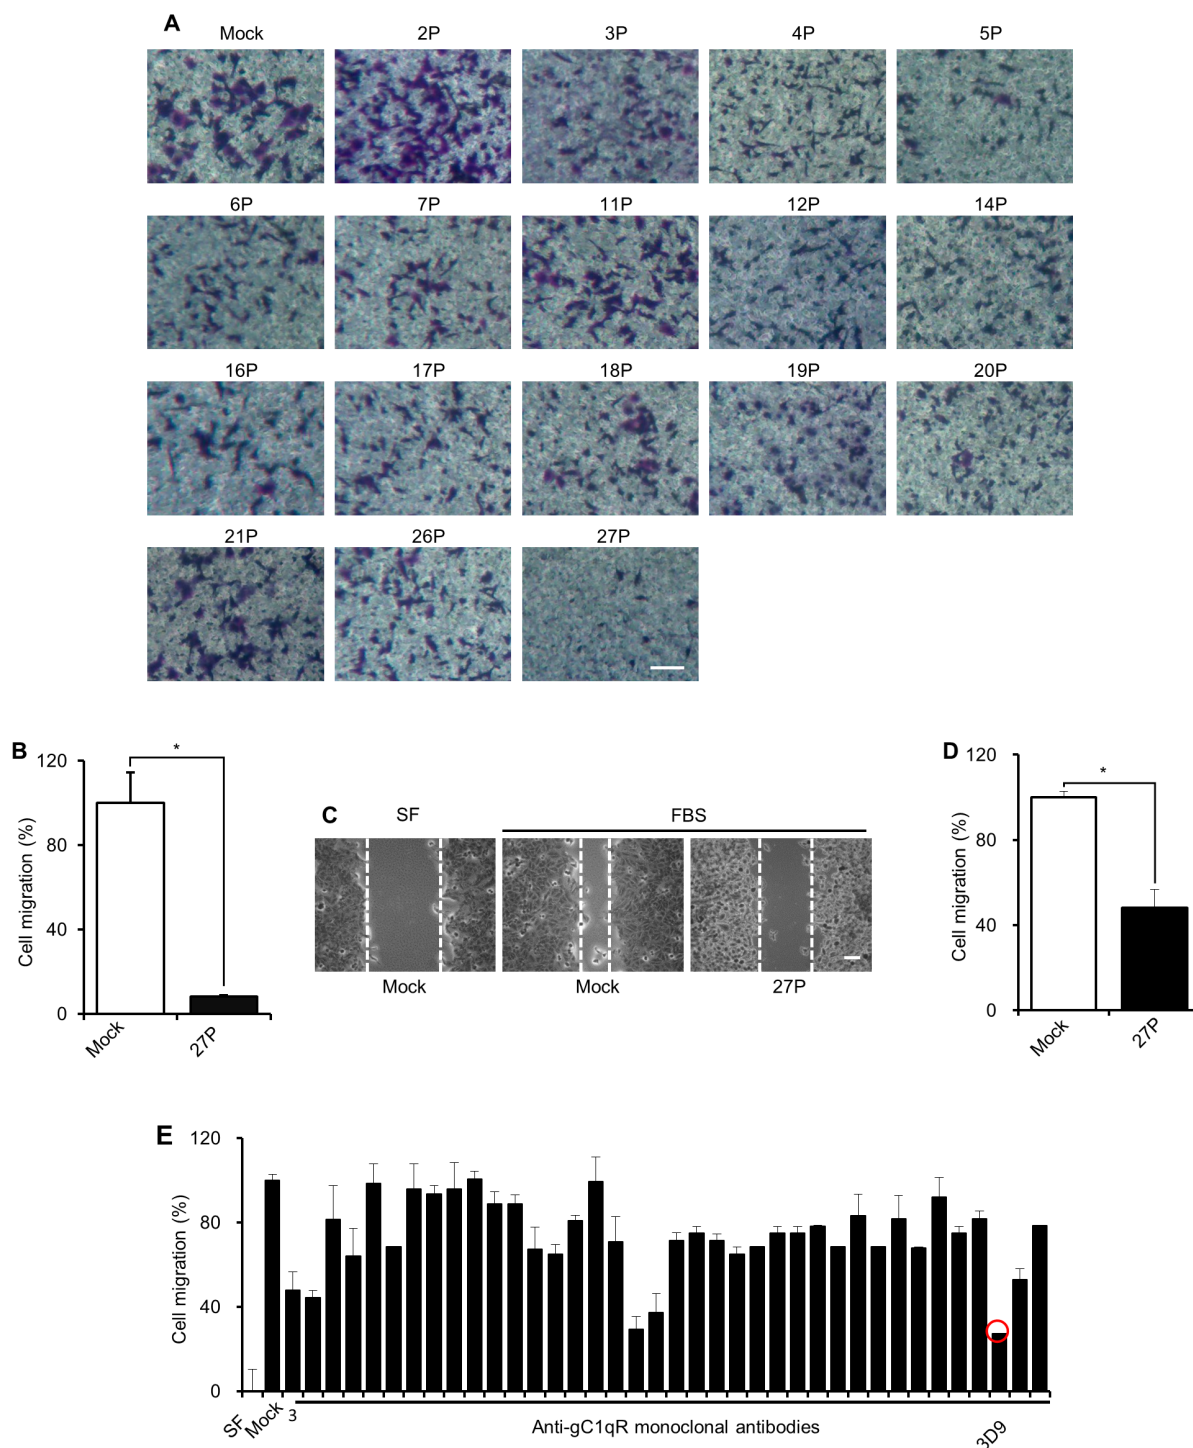 A
Mock 2P 3P 4P 5P
6P 7P 11P 12P 14P
16P 17P 18P 19P 20P
21P 26P 27P
B
120
80
40
0
Cell migration (%)
*
Mock 27P
C
SF FBS
Mock Mock 27P
D
120
80
40
0
Cell migration (%)
*
Mock 27P
E
120
80
40
0
Cell migration (%)
SF Mock 3 Anti-gC1qR monoclonal antibodies 3D9